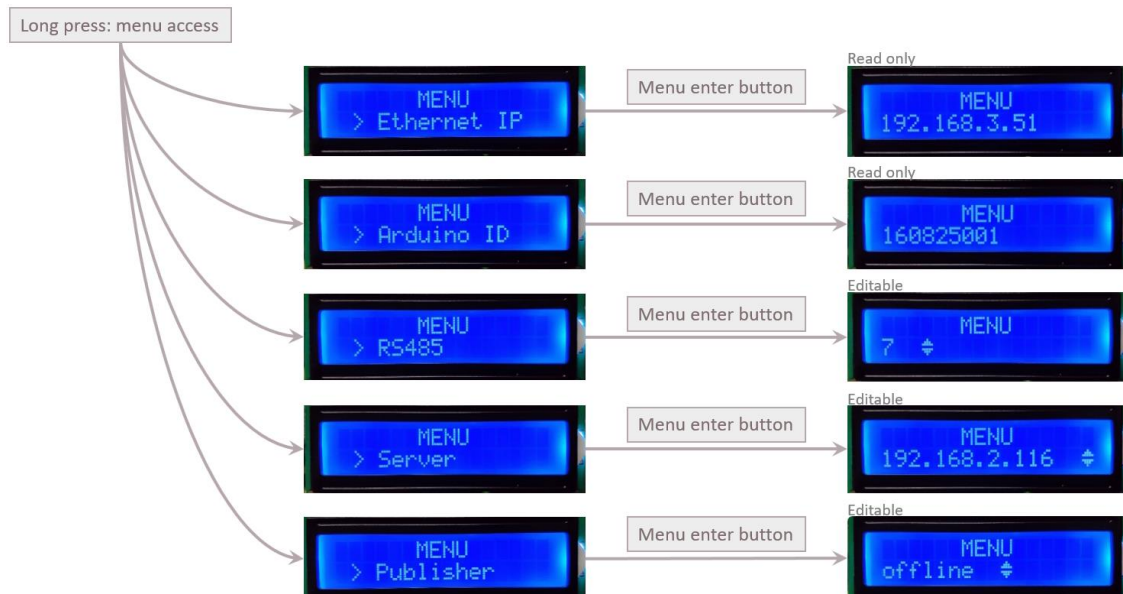 Long press: menu access
MENU
> Ethernet IP
Menu enter button
Read only
MENU
192.168.3.51
MENU
> Arduino ID
Menu enter button
Read only
MENU
160825001
MENU
> RS485
Menu enter button
Editable
MENU
7
MENU
> Server
Menu enter button
Editable
MENU
192.168.2.116
MENU
> Publisher
Menu enter button
Editable
MENU
offline